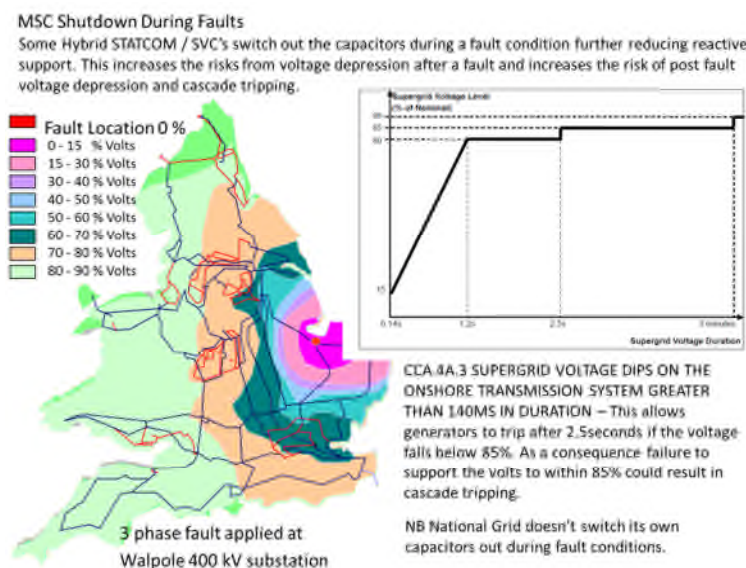 MSC Shutdown During Faults
Some Hybrid STATCOM / SVC's switch out the capacitors during a fault condition further reducing reactive
support. This increases the risks from voltage depression after a fault and increases the risk of post fault
voltage depression and cascade tripping.
Fault Location 0 %
0 - 15 % Volts
15 - 30 % Volts
30 - 40 % Volts
40 - 50 % Volts
50 - 60 % Volts
60 - 70 % Volts
70 - 80 % Volts
80 - 90 % Volts
Supergrid Voltage Level
(% of Nominal)
85
80
15
0.14s
1.2s
2.5s
3 minutes
Supergrid Voltage Duration
CCA.4A.3 SUPERGRID VOLTAGE DIPS ON THE
ONSHORE TRANSMISSION SYSTEM GREATER
THAN 140MS IN DURATION – This allows
generators to trip after 2.5seconds if the voltage
falls below 85%. As a consequence failure to
support the volts to within 85% could result in
cascade tripping.
NB National Grid doesn't switch its own
capacitors out during fault conditions.
3 phase fault applied at
Walpole 400 kV substation